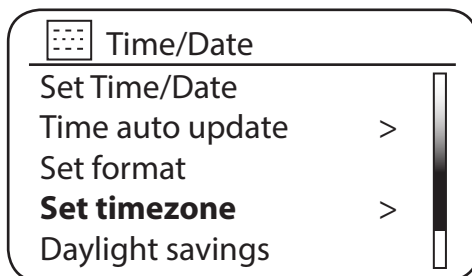 Time/Date
Set Time/Date
Time auto update >
Set format
Set timezone >
Daylight savings